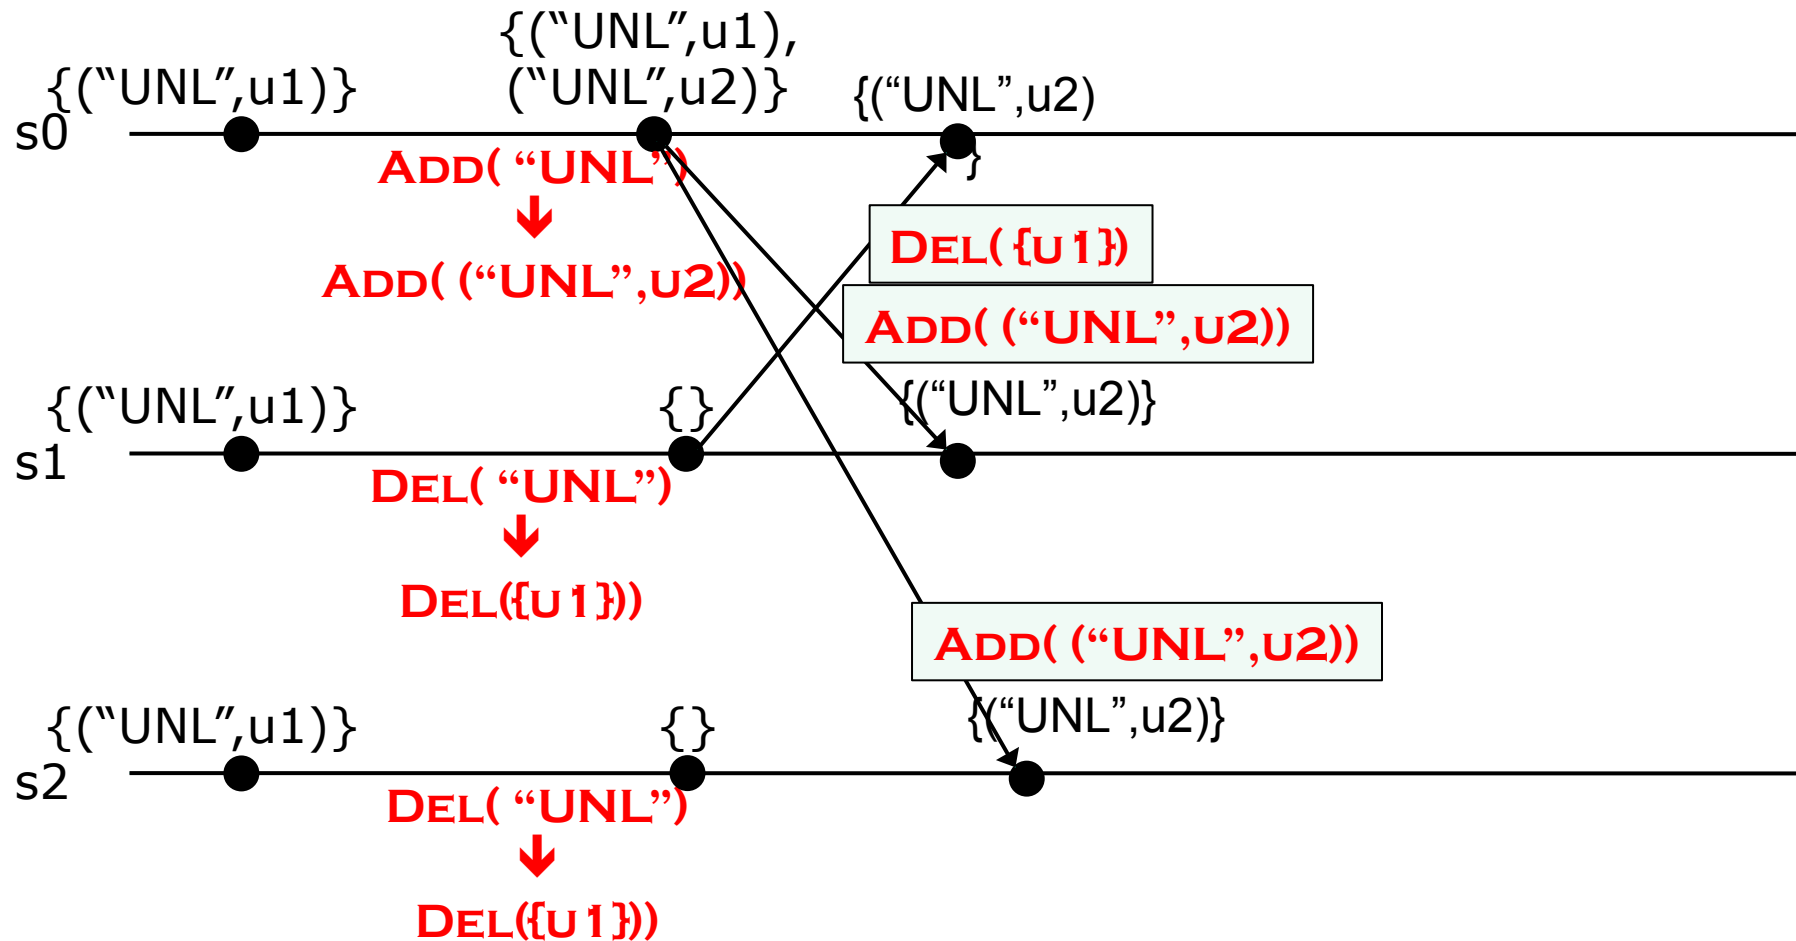 {(“UNL”,u1),
{(“UNL”,u1)}
(“UNL”,u2)}
{(“UNL”,u2)
}
s0
ADD( “UNL”)
ADD( (“UNL”,U2))
DEL( {U1})
ADD( (“UNL”,U2))
{(“UNL”,u1)}
{}
{(“UNL”,u2)}
s1
DEL( “UNL”)
DEL({U1}))
ADD( (“UNL”,U2))
{(“UNL”,u1)}
{}
{(“UNL”,u2)}
s2
DEL( “UNL”)
DEL({U1}))